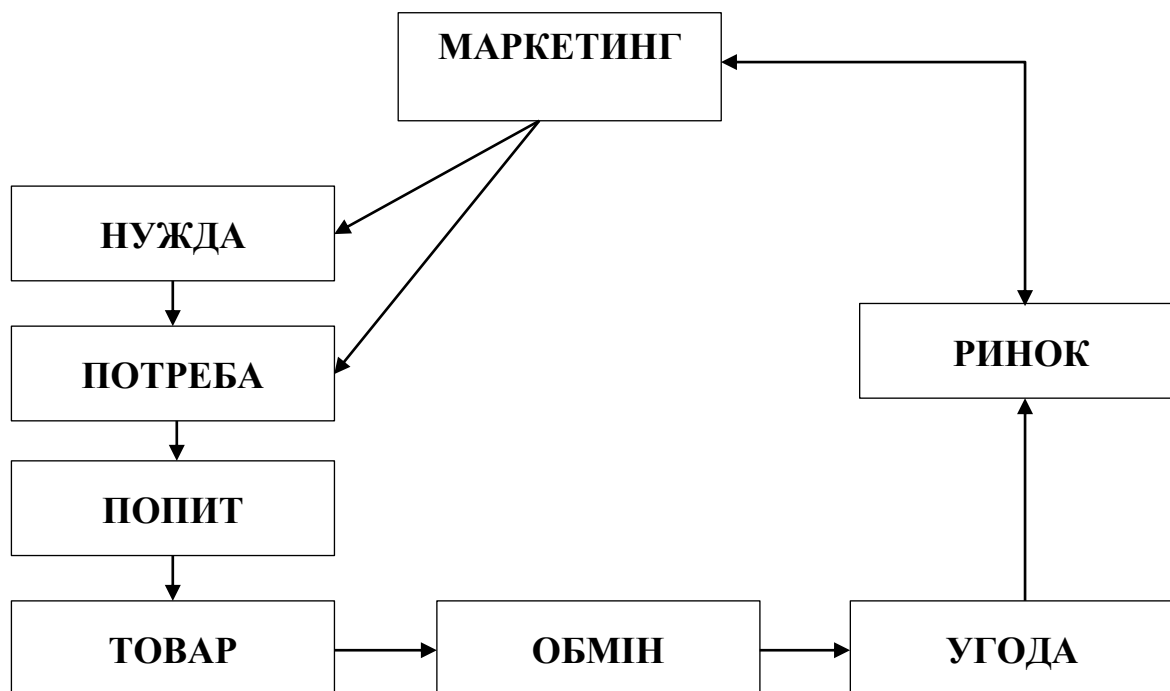 МАРКЕТИНГ
НУЖДА
ПОТРЕБА
РИНОК
ПОПИТ
ТОВАР
ОБМІН
УГОДА